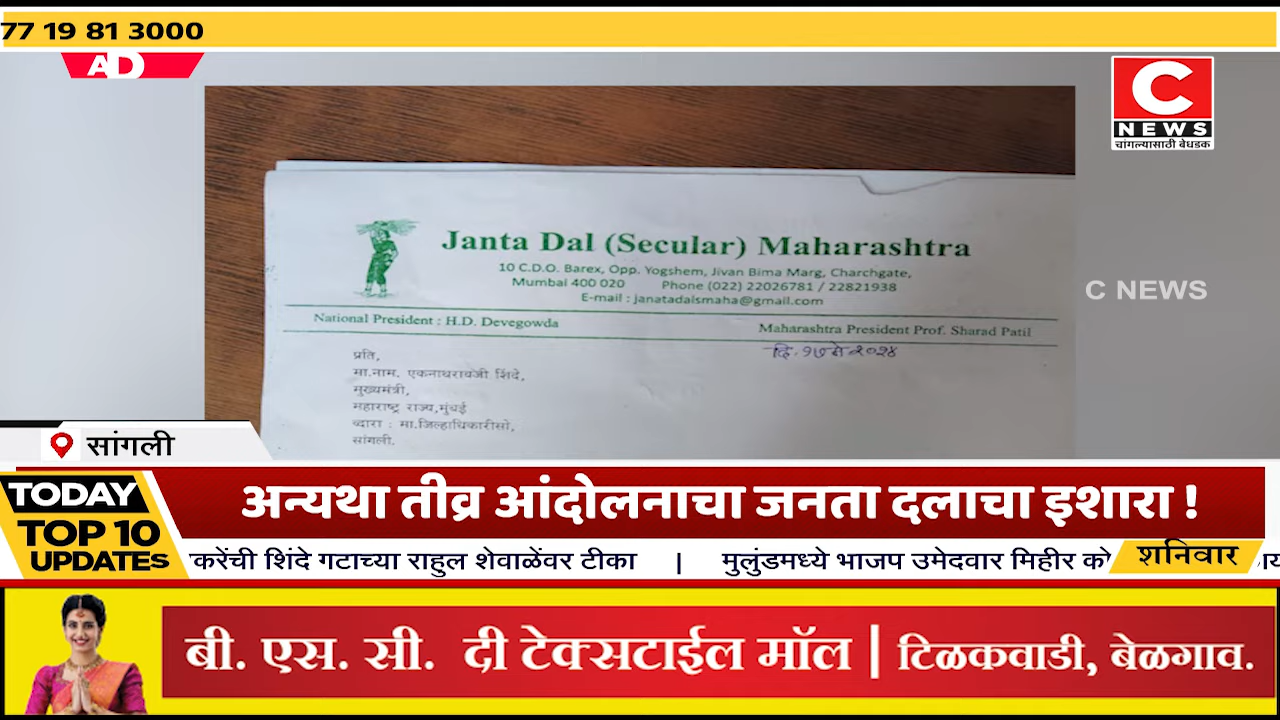 77 19 81 3000
AD
C
NEWS
चांगल्यासाठी बेधडक
Janta Dal (Secular) Maharashtra
10 C.D.O. Barex, Opp. Yogshem, Jivan Bima Marg, Charchgate,
Mumbai 400 020 Phone (022) 22026781 / 22821938
E-mail : janatadalsmaha@gmail.com
C NEWS
National President : H.D. Devegowda
Maharashtra President Prof. Sharad Patil
दि. १७ मे २०२४
प्रति,
मा.नाम. एकनाथरावजी शिंदे,
मुख्यमंत्री,
महाराष्ट्र राज्य,मुंबई
व्दारा : मा.जिल्हाधिकारीसो,
सांगली.
सांगली
TODAY
TOP 10
UPDATES
अन्यथा तीव्र आंदोलनाचा जनता दलाचा इशारा !
करेंची शिंदे गटाच्या राहुल शेवाळेंवर टीका | मुलुंडमध्ये भाजप उमेदवार मिहीर को
शनिवार
बी. एस. सी. दी टेक्सटाईल मॉल | टिळकवाडी, बेळगाव.